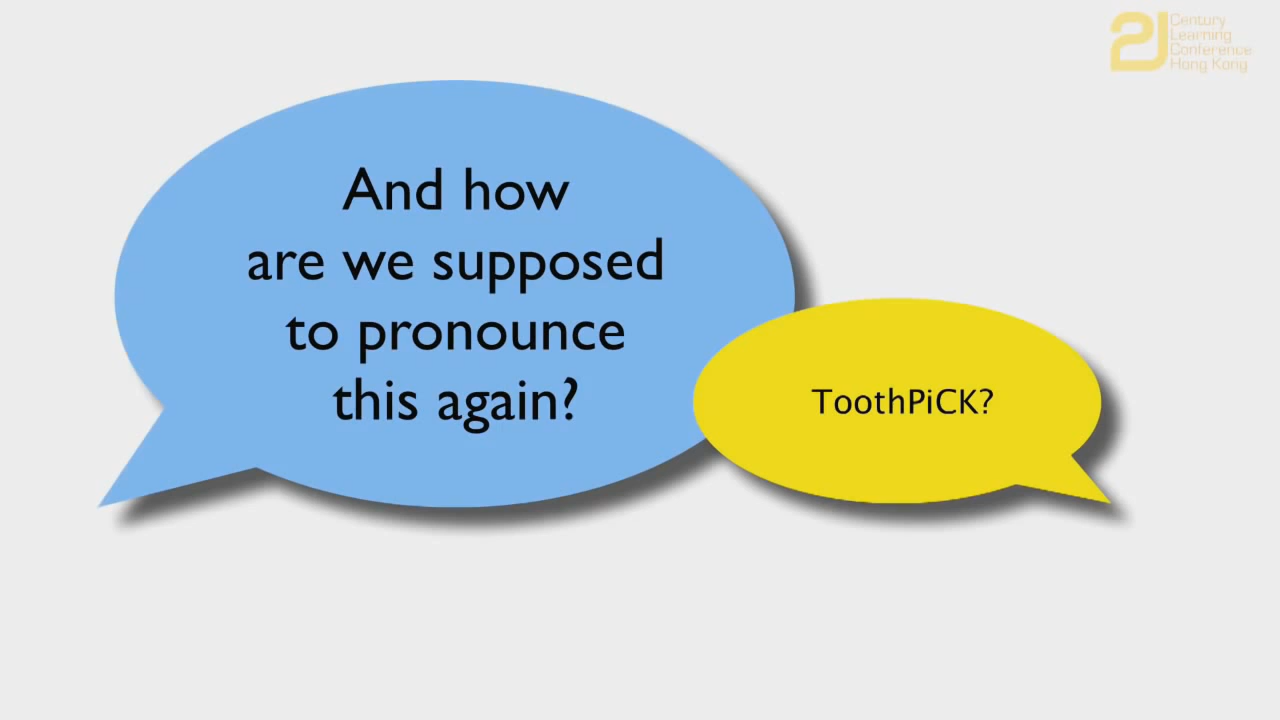 21
Century
Learning
Conference
Hong Kong
And how
are we supposed
to pronounce
this again?
ToothPiCK?